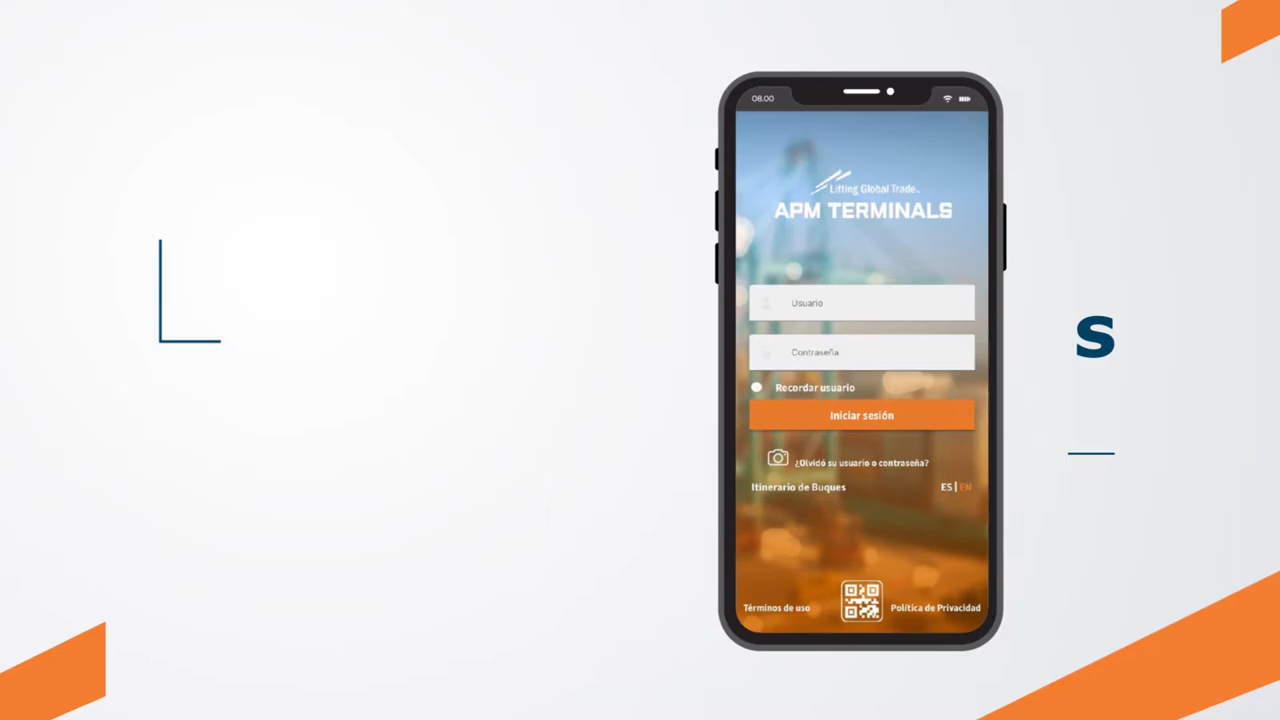 08.00
Lifting Global Trade.
APM TERMINALS
Usuario
Contraseña
Recordar usuario
Iniciar sesión
¿Olvidó su usuario o contraseña?
Itinerario de Buques ES | EN
Términos de uso Política de Privacidad
s